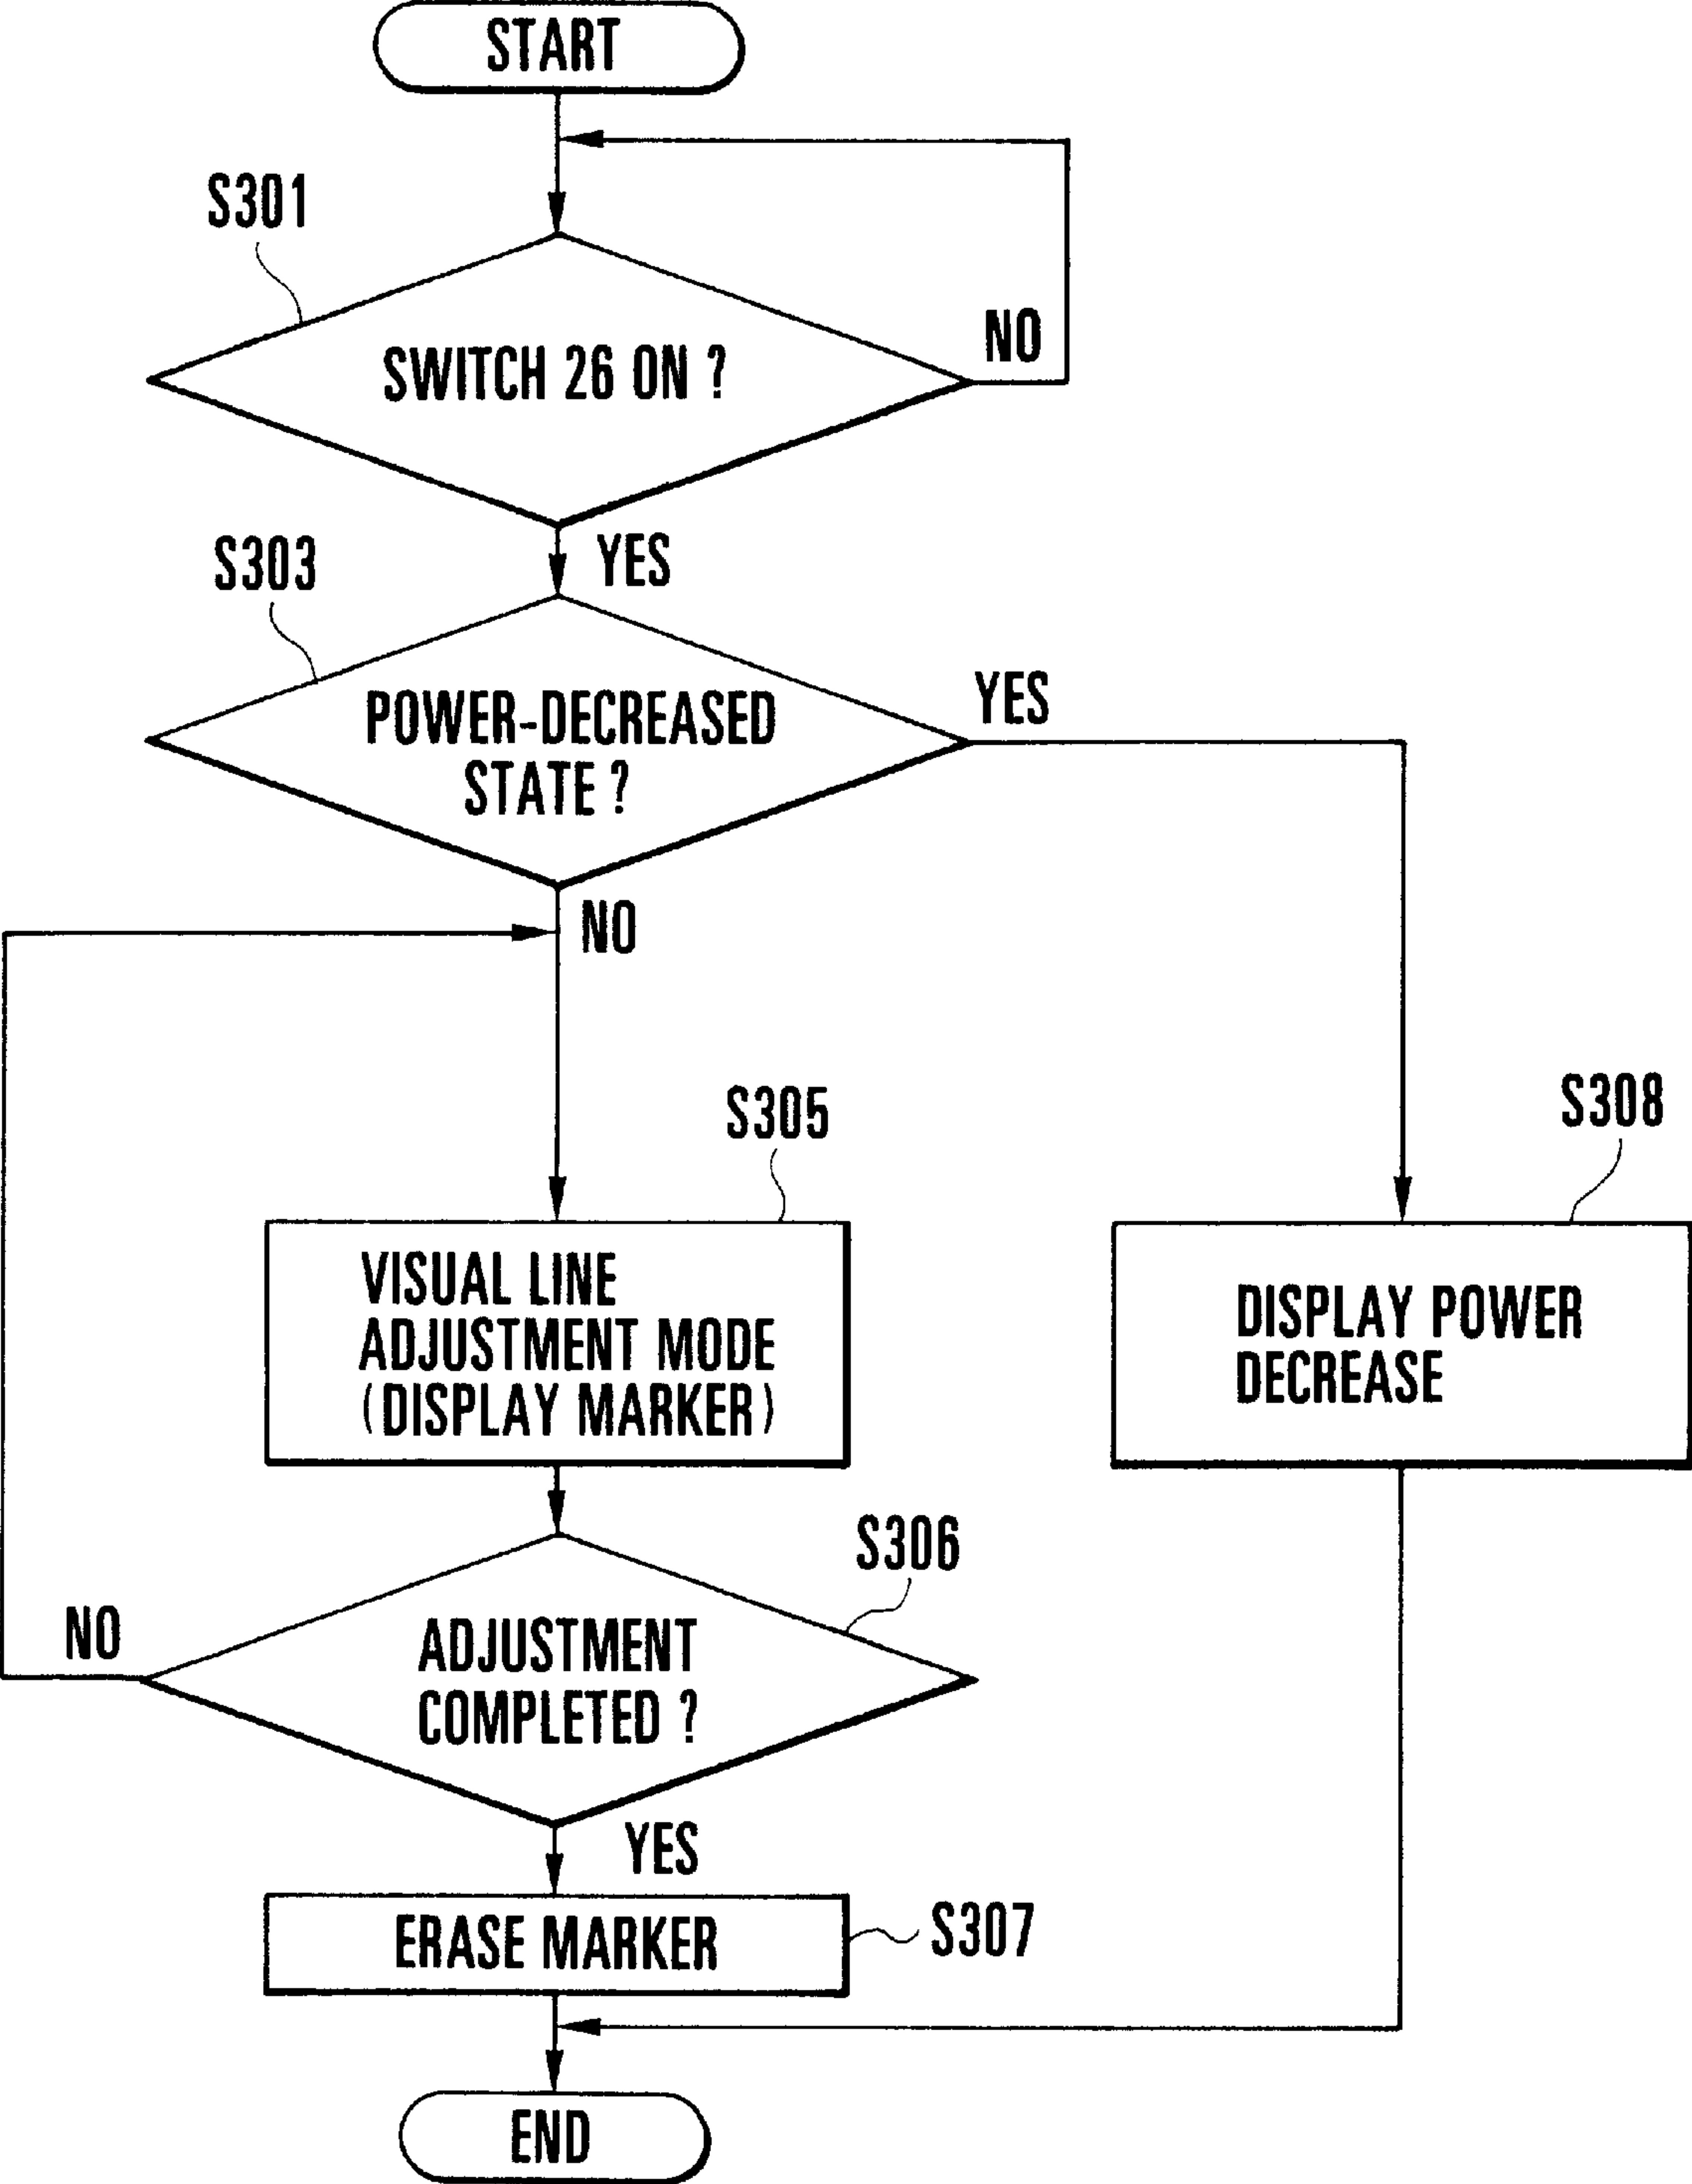 START
S301
NO
SWITCH 26 ON ?
S303
YES
YES
POWER-DECREASED
STATE ?
NO
S305
S308
VISUAL LINE
ADJUSTMENT MODE
(DISPLAY MARKER)
DISPLAY POWER
DECREASE
S306
NO
ADJUSTMENT
COMPLETED ?
YES
ERASE MARKER
S307
END